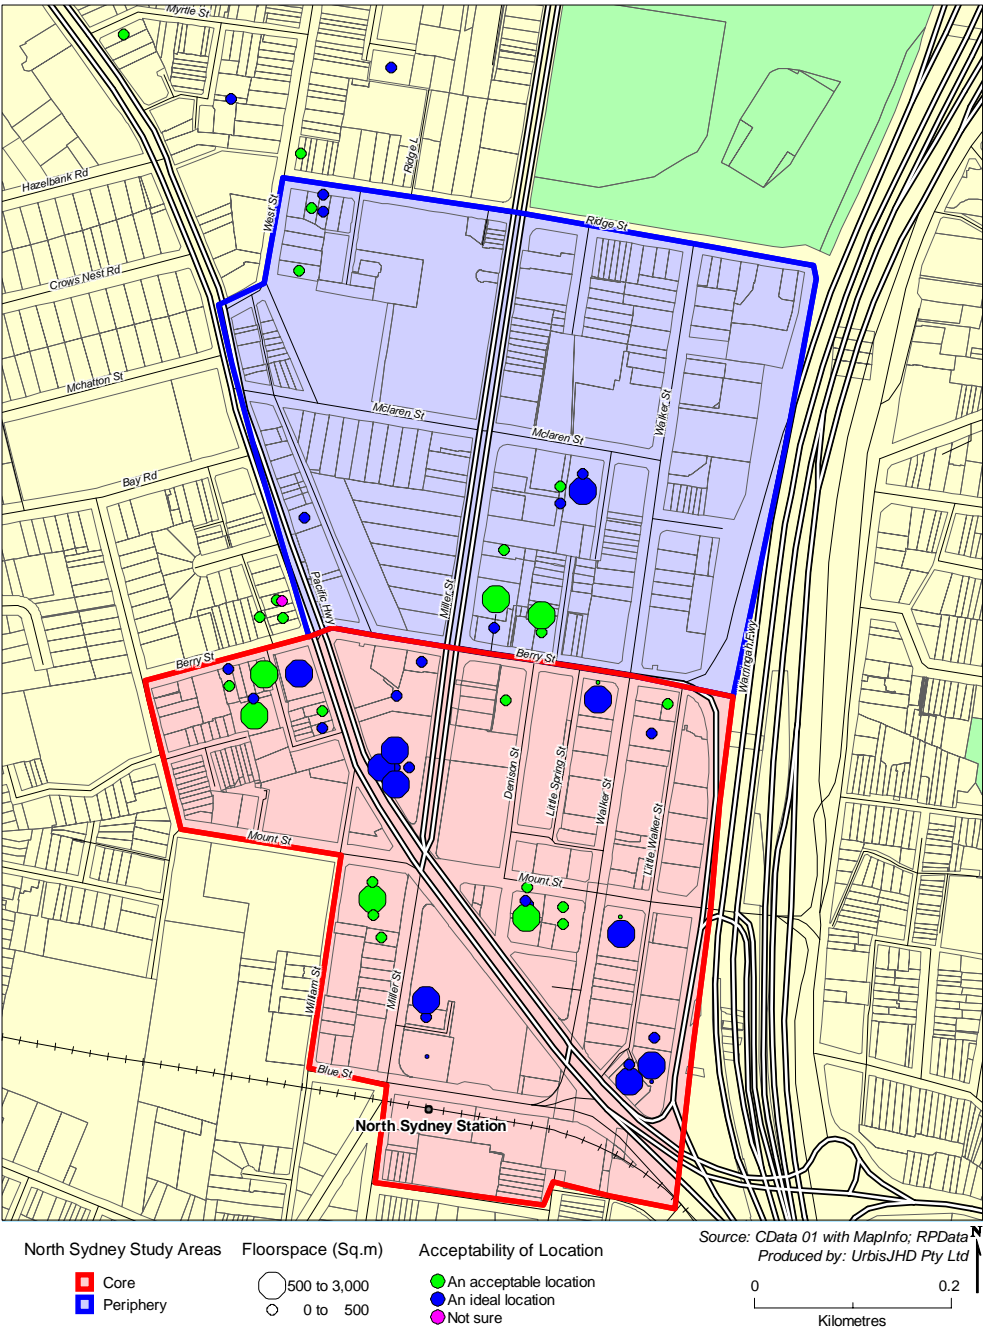 Myrtle St
Ridge L
Hazelbank Rd
West St
Ridge St
Crows Nest Rd
Mchatton St
Mclaren St
Walker St
Mclaren St
Bay Rd
Pacific Hwy
Miller St
Berry St
Berry St
Warringah Fwy
Denison St
Little Spring St
Walker St
Little Walker St
Mount St
Mount St
William St
Miller St
Blue St
North Sydney Station
North Sydney Study Areas
Core
Periphery
Floorspace (Sq.m)
500 to 3,000
0 to 500
Acceptability of Location
An acceptable location
An ideal location
Not sure
Source: CData 01 with MapInfo; RPData
Produced by: UrbisJHD Pty Ltd
N
0 0.2
Kilometres